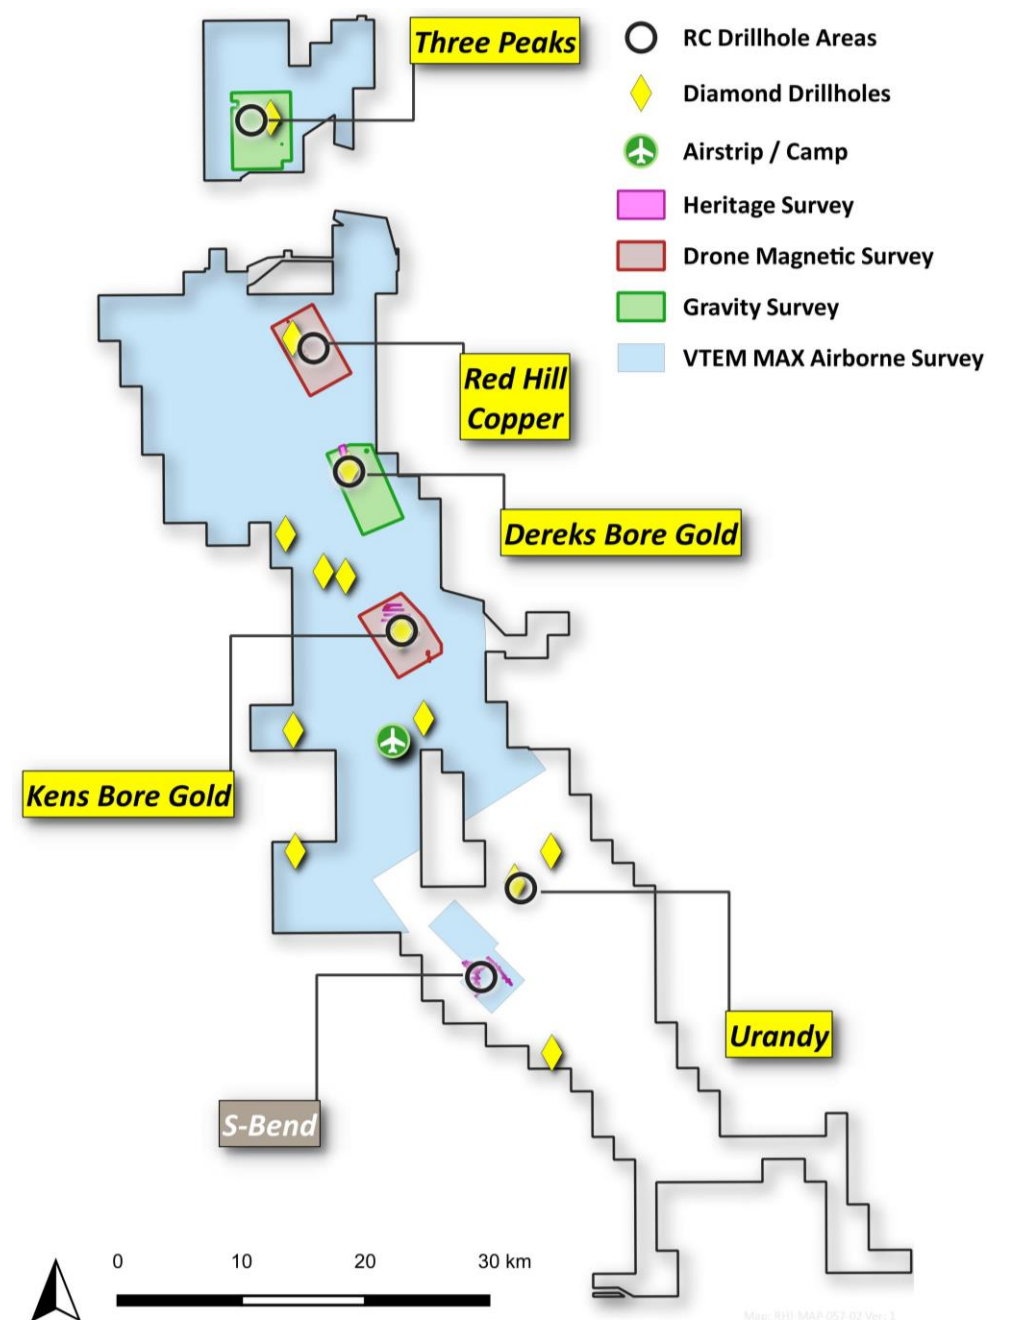 Three Peaks
RC Drillhole Areas
Diamond Drillholes
Airstrip / Camp
Heritage Survey
Drone Magnetic Survey
Gravity Survey
VTEM MAX Airborne Survey
Red Hill
Copper
Dereks Bore Gold
Kens Bore Gold
Urandy
S-Bend
0 10 20 30 km